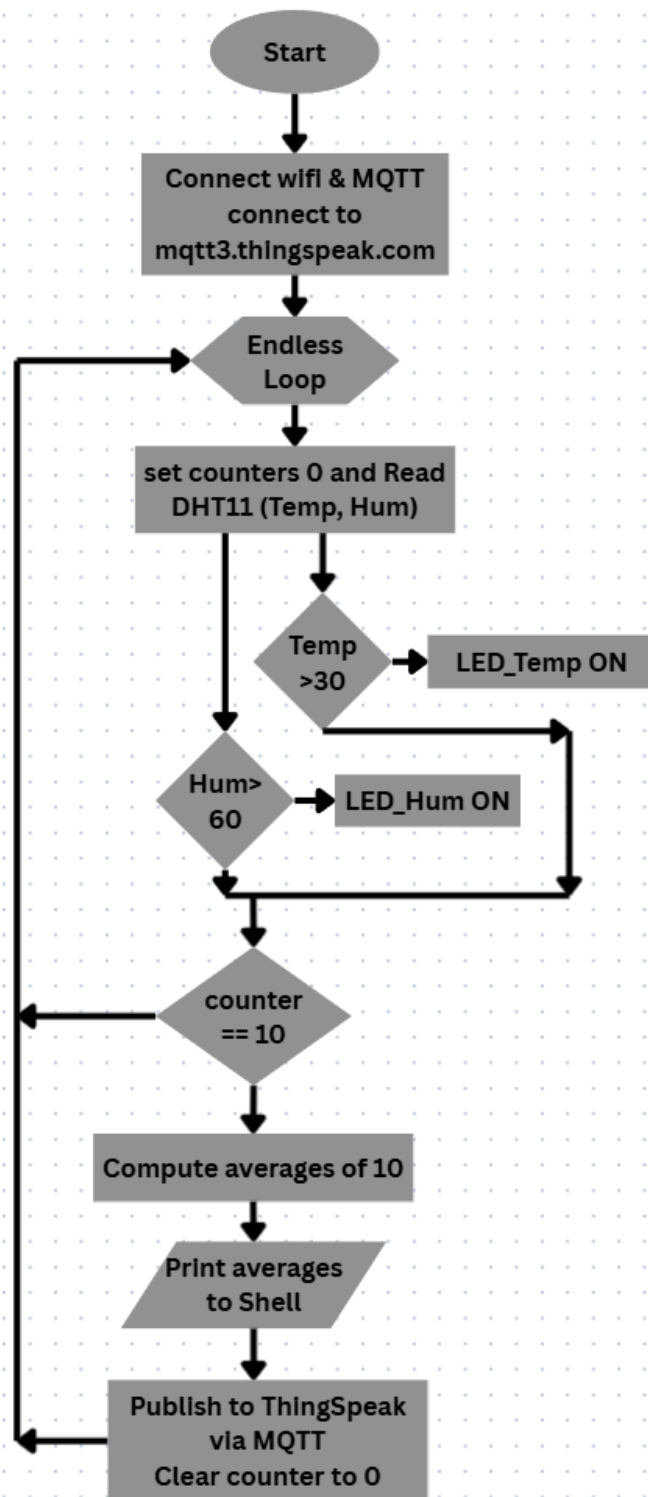 Start
Connect wifi & MQTT
connect to
mqtt3.thingspeak.com
Endless
Loop
set counters 0 and Read
DHT11 (Temp, Hum)
Temp
>30
LED_Temp ON
Hum>
60
LED_Hum ON
counter
== 10
Compute averages of 10
Print averages
to Shell
Publish to ThingSpeak
via MQTT
Clear counter to 0